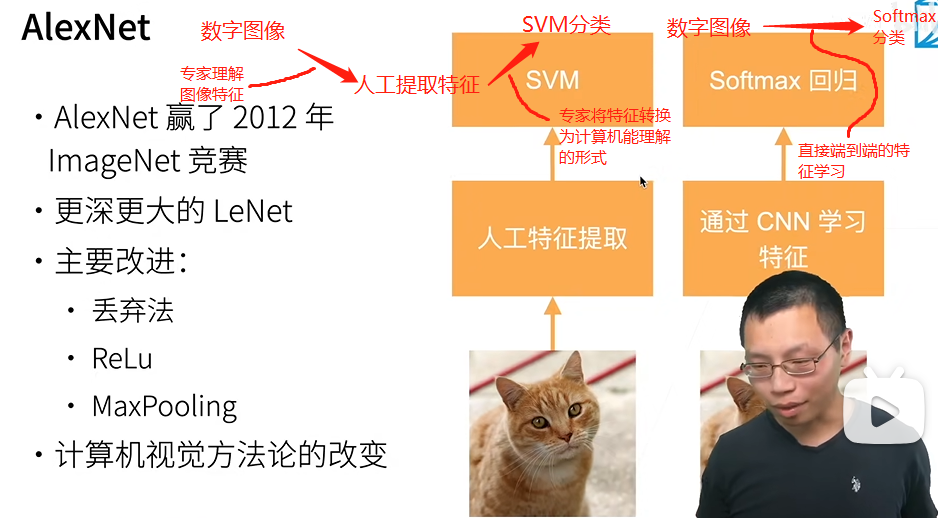 AlexNet
数字图像
专家理解
图像特征
人工提取特征
SVM分类
专家将特征转换
为计算机能理解
的形式
数字图像
Softmax
分类
直接端到端的特
征学习
• AlexNet 赢了 2012 年
ImageNet 竞赛
• 更深更大的 LeNet
• 主要改进：
• 丢弃法
• ReLu
• MaxPooling
• 计算机视觉方法论的改变
SVM
人工特征提取
Softmax 回归
通过 CNN 学习
特征